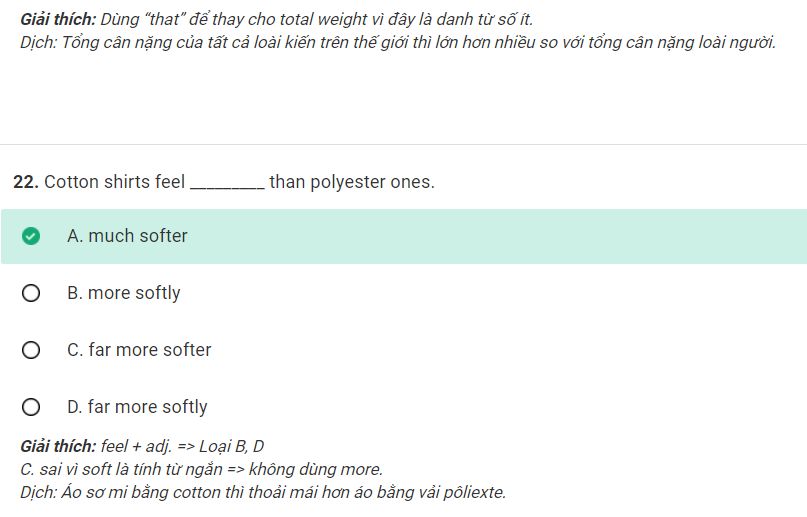 Giải thích: Dùng “that” để thay cho total weight vì đây là danh từ số ít.
Dịch: Tổng cân nặng của tất cả loài kiến trên thế giới thì lớn hơn nhiều so với tổng cân nặng loài người.
22. Cotton shirts feel _________ than polyester ones.
A. much softer
B. more softly
C. far more softer
D. far more softly
Giải thích: feel + adj. => Loại B, D
C. sai vì soft là tính từ ngắn => không dùng more.
Dịch: Áo sơ mi bằng cotton thì thoải mái hơn áo bằng vải pôliexte.